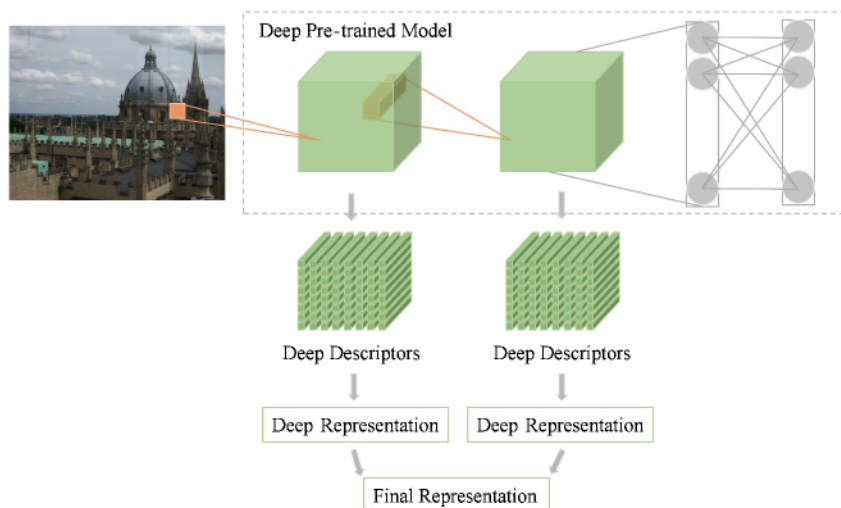 Deep Pre-trained Model
Deep Descriptors
Deep Descriptors
Deep Representation
Deep Representation
Final Representation